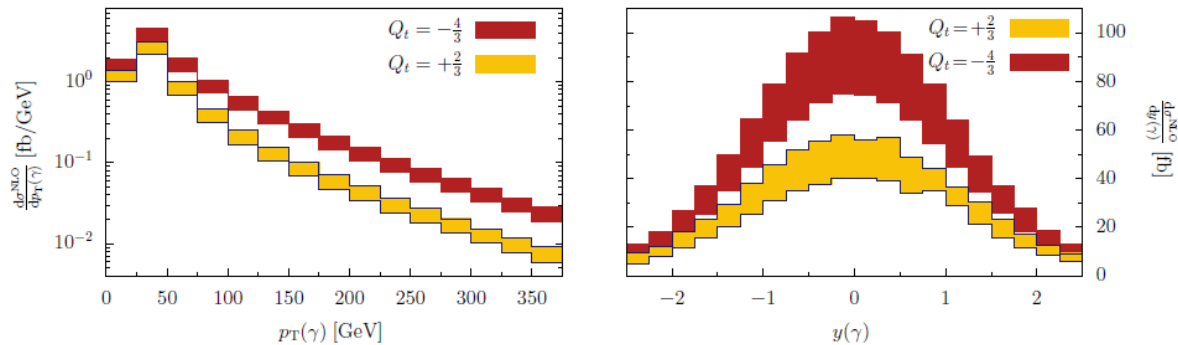 dσ^NLO/dp_T(γ) [fb/GeV]
10^0
10^−1
10^−2
Q_t = −4/3
Q_t = +2/3
0 50 100 150 200 250 300 350
p_T(γ) [GeV]
Q_t = +2/3
Q_t = −4/3
100
80
60
40
20
0
dσ^NLO/dy(γ) [fb]
−2 −1 0 1 2
y(γ)